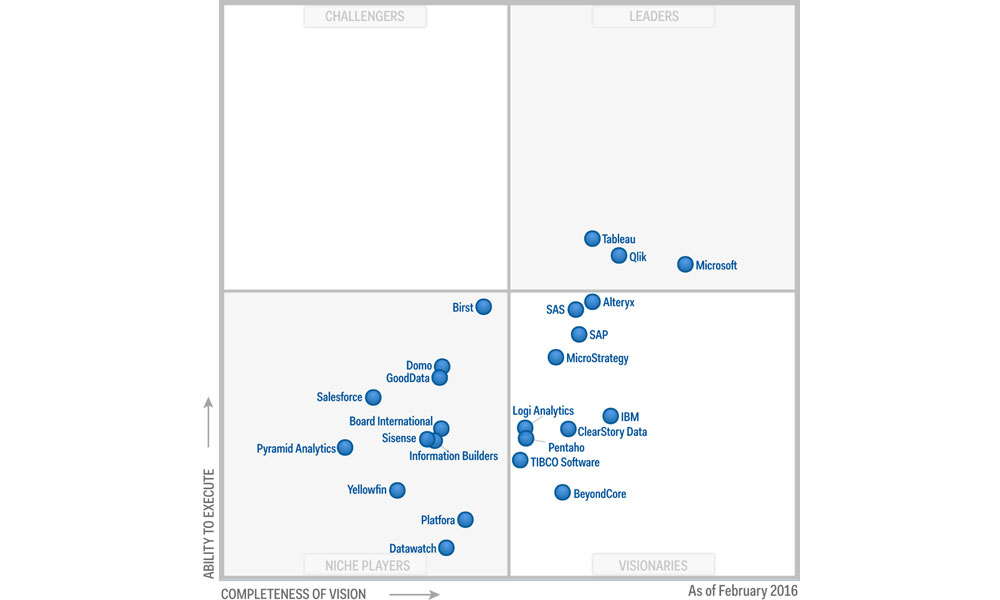 CHALLENGERS
LEADERS
Tableau
Qlik
Microsoft
Birst
SAS
Alteryx
SAP
MicroStrategy
Domo
GoodData
Salesforce
Logi Analytics
IBM
Board International
ClearStory Data
Sisense
Pyramid Analytics
Pentaho
Information Builders
TIBCO Software
Yellowfin
BeyondCore
Platfora
Datawatch
NICHE PLAYERS
VISIONARIES
ABILITY TO EXECUTE
COMPLETENESS OF VISION
As of February 2016